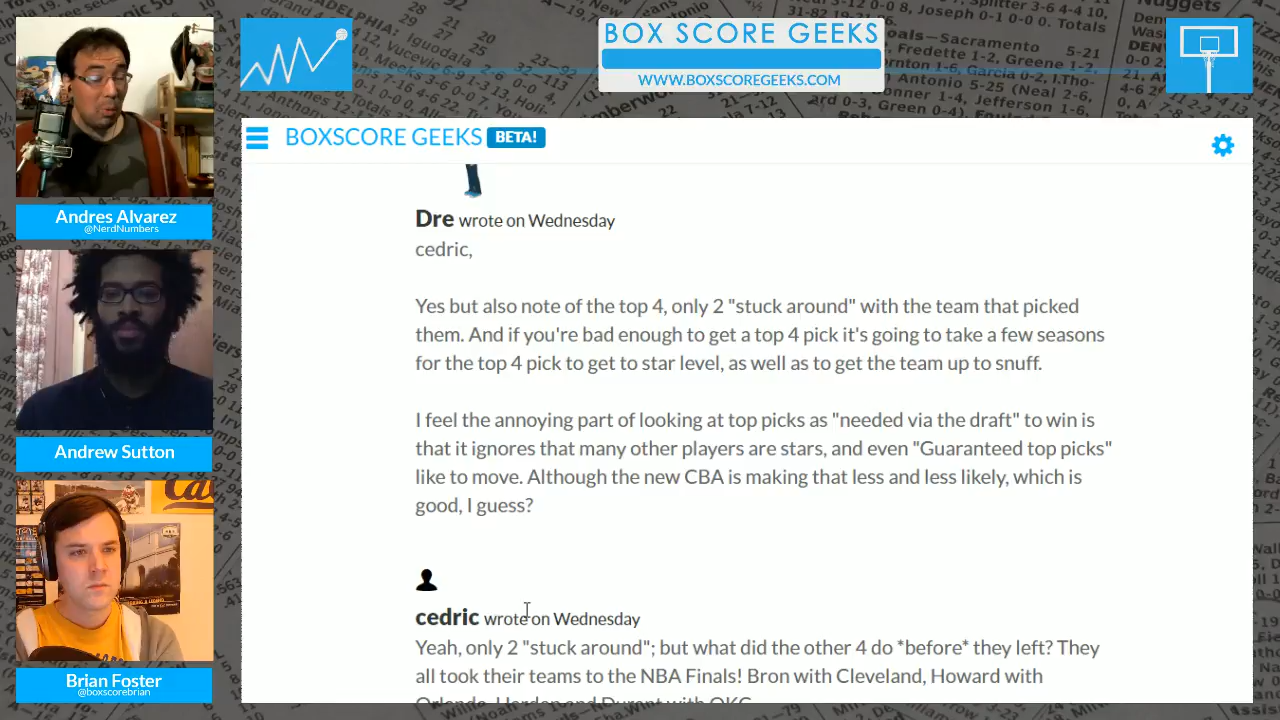 BOX SCORE GEEKS
WWW.BOXSCOREGEEKS.COM
BOXSCORE GEEKS BETA!
Andres Alvarez
@NerdNumbers
Andrew Sutton
Brian Foster
@boxscorebrian
Dre wrote on Wednesday
cedric,
Yes but also note of the top 4, only 2 "stuck around" with the team that picked
them. And if you're bad enough to get a top 4 pick it's going to take a few seasons
for the top 4 pick to get to star level, as well as to get the team up to snuff.
I feel the annoying part of looking at top picks as "needed via the draft" to win is
that it ignores that many other players are stars, and even "Guaranteed top picks"
like to move. Although the new CBA is making that less and less likely, which is
good, I guess?
cedric wrote on Wednesday
Yeah, only 2 "stuck around"; but what did the other 4 do *before* they left? They
all took their teams to the NBA Finals! Bron with Cleveland, Howard with
Orlando, Harden and Durant with OKC